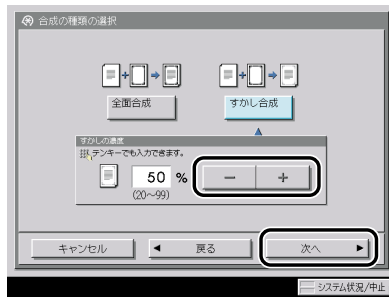 合成の種類の選択
全面合成
すかし合成
すかしの濃度
テンキーでも入力できます。
50 %
(20～99)
－ ＋
キャンセル ◀ 戻る 次へ ▶
システム状況/中止